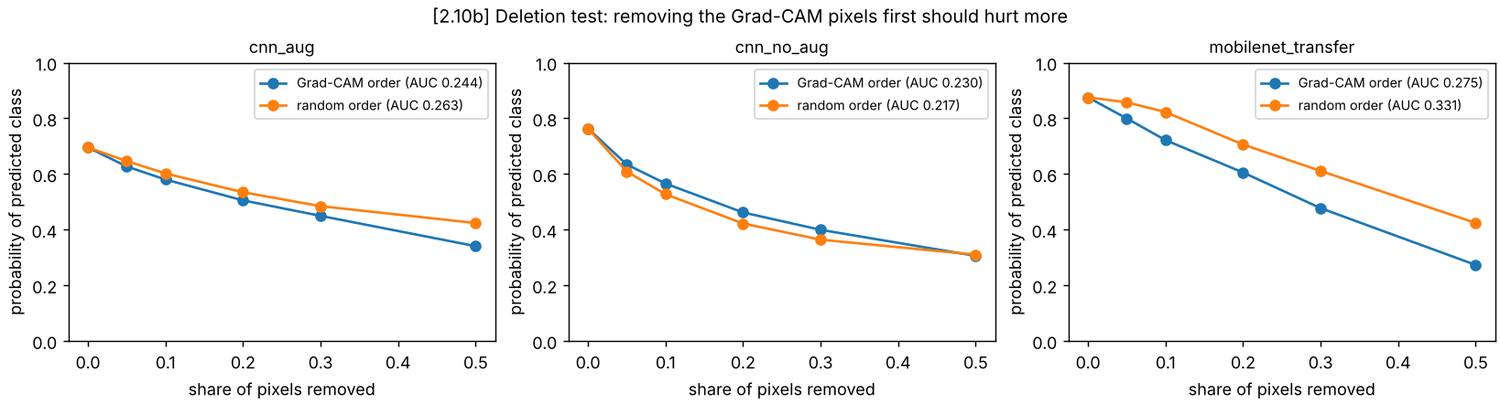 [2.10b] Deletion test: removing the Grad-CAM pixels first should hurt more
cnn_aug
probability of predicted class
1.0
0.8
0.6
0.4
0.2
0.0
Grad-CAM order (AUC 0.244)
random order (AUC 0.263)
0.0 0.1 0.2 0.3 0.4 0.5
share of pixels removed
cnn_no_aug
probability of predicted class
1.0
0.8
0.6
0.4
0.2
0.0
Grad-CAM order (AUC 0.230)
random order (AUC 0.217)
0.0 0.1 0.2 0.3 0.4 0.5
share of pixels removed
mobilenet_transfer
probability of predicted class
1.0
0.8
0.6
0.4
0.2
0.0
Grad-CAM order (AUC 0.275)
random order (AUC 0.331)
0.0 0.1 0.2 0.3 0.4 0.5
share of pixels removed